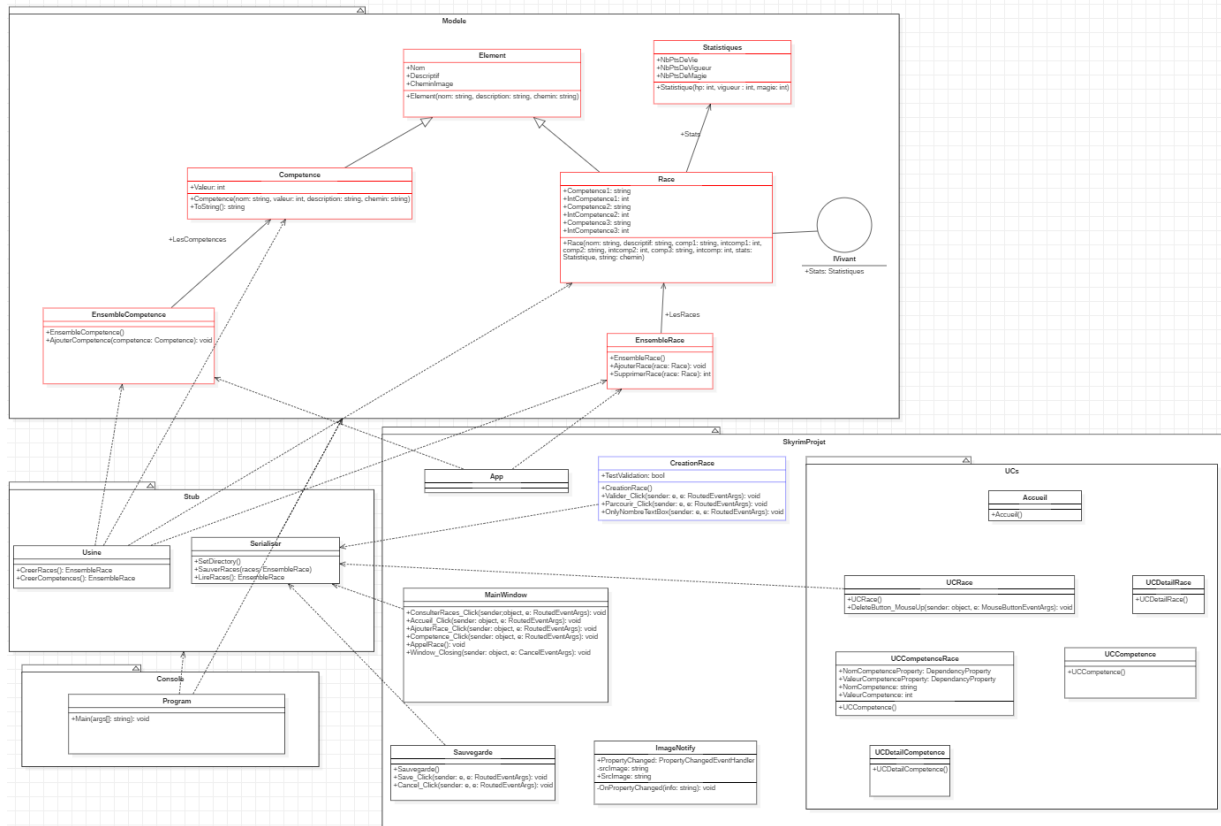 Modele
Element
+Nom
+Descriptif
+CheminImage
+Element(nom: string, description: string, chemin: string)
Statistiques
+NbPtsDeVie
+NbPtsDeVigueur
+NbPtsDeMagie
+Statistique(hp: int, vigueur : int, magie: int)
+Stats
Competence
+Valeur: int
+Competence(nom: string, valeur: int, description: string, chemin: string)
+ToString(): string
Race
+Competence1: string
+IntCompetence1: int
+Competence2: string
+IntCompetence2: int
+Competence3: string
+IntCompetence3: int
+Race(nom: string, descriptif: string, comp1: string, intcomp1: int,
comp2: string, intcomp2: int, comp3: string, intcomp: int, stats:
Statistique, string: chemin)
IVivant
+Stats: Statistiques
+LesCompetences
EnsembleCompetence
+EnsembleCompetence()
+AjouterCompetence(competence: Competence): void
+LesRaces
EnsembleRace
+EnsembleRace()
+AjouterRace(race: Race): void
+SupprimerRace(race: Race): int
SkyrimProjet
App
CreationRace
+TestValidation: bool
+CreationRace()
+Valider_Click(sender: e, e: RoutedEventArgs): void
+Parcourir_Click(sender: e, e: RoutedEventArgs): void
+OnlyNombreTextBox(sender: e, e: RoutedEventArgs): void
UCs
Accueil
+Accueil()
Stub
Usine
+CreerRaces(): EnsembleRace
+CreerCompetences(): EnsembleRace
Serialiser
+SetDirectory()
+SauverRaces(races: EnsembleRace)
+LireRaces(): EnsembleRace
MainWindow
+ConsulterRaces_Click(sender:object, e: RoutedEventArgs): void
+Accueil_Click(sender: object, e: RoutedEventArgs): void
+AjouterRace_Click(sender: object, e: RoutedEventArgs): void
+Competence_Click(sender: object, e: RoutedEventArgs): void
+AppelRace(): void
+Window_Closing(sender: object, e: CancelEventArgs): void
UCRace
+UCRace()
+DeleteButton_MouseUp(sender: object, e: MouseButtonEventArgs): void
UCDetailRace
+UCDetailRace()
UCCompetenceRace
+NomCompetenceProperty: DependencyProperty
+ValeurCompetenceProperty: DependancyProperty
+NomCompetence: string
+ValeurCompetence: int
+UCCompetence()
UCCompetence
+UCCompetence()
Console
Program
+Main(args[]: string): void
Sauvegarde
+Sauvegarde()
+Save_Click(sender: e, e: RoutedEventArgs): void
+Cancel_Click(sender: e, e: RoutedEventArgs): void
ImageNotify
+PropertyChanged: PropertyChangedEventHandler
-srcImage: string
+SrcImage: string
-OnPropertyChanged(info: string): void
UCDetailCompetence
+UCDetailCompetence()